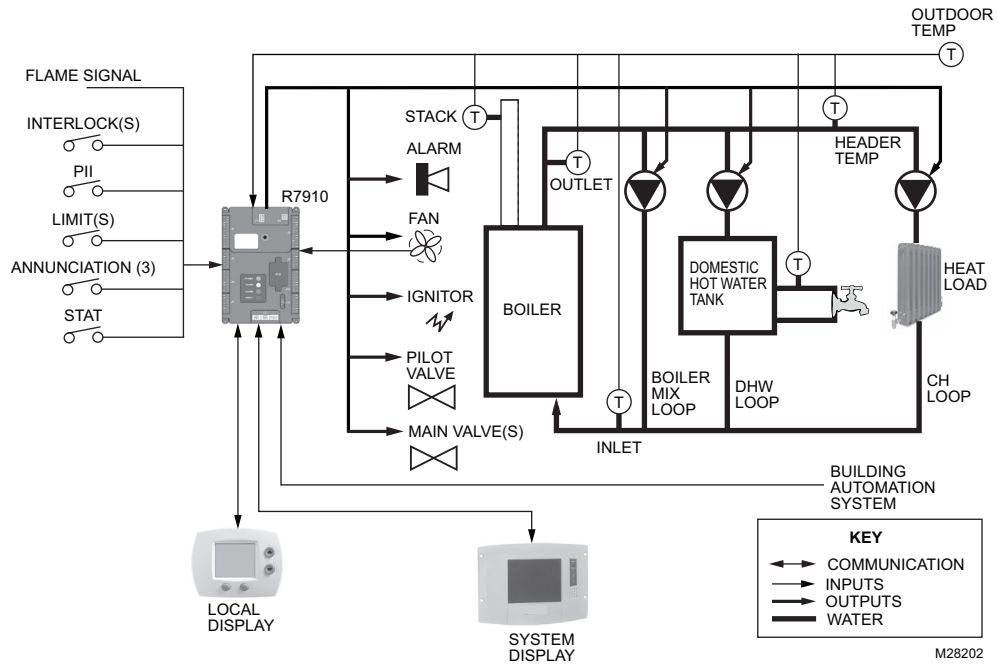 OUTDOOR
TEMP
T
FLAME SIGNAL
INTERLOCK(S)
PII
LIMIT(S)
ANNUNCIATION (3)
STAT
R7910
STACK
T
ALARM
FAN
IGNITOR
PILOT
VALVE
MAIN VALVE(S)
T
OUTLET
T
HEADER
TEMP
BOILER
DOMESTIC
HOT WATER
TANK
T
HEAT
LOAD
T
INLET
BOILER
MIX
LOOP
DHW
LOOP
CH
LOOP
BUILDING
AUTOMATION
SYSTEM
LOCAL
DISPLAY
SYSTEM
DISPLAY
KEY
COMMUNICATION
INPUTS
OUTPUTS
WATER
M28202